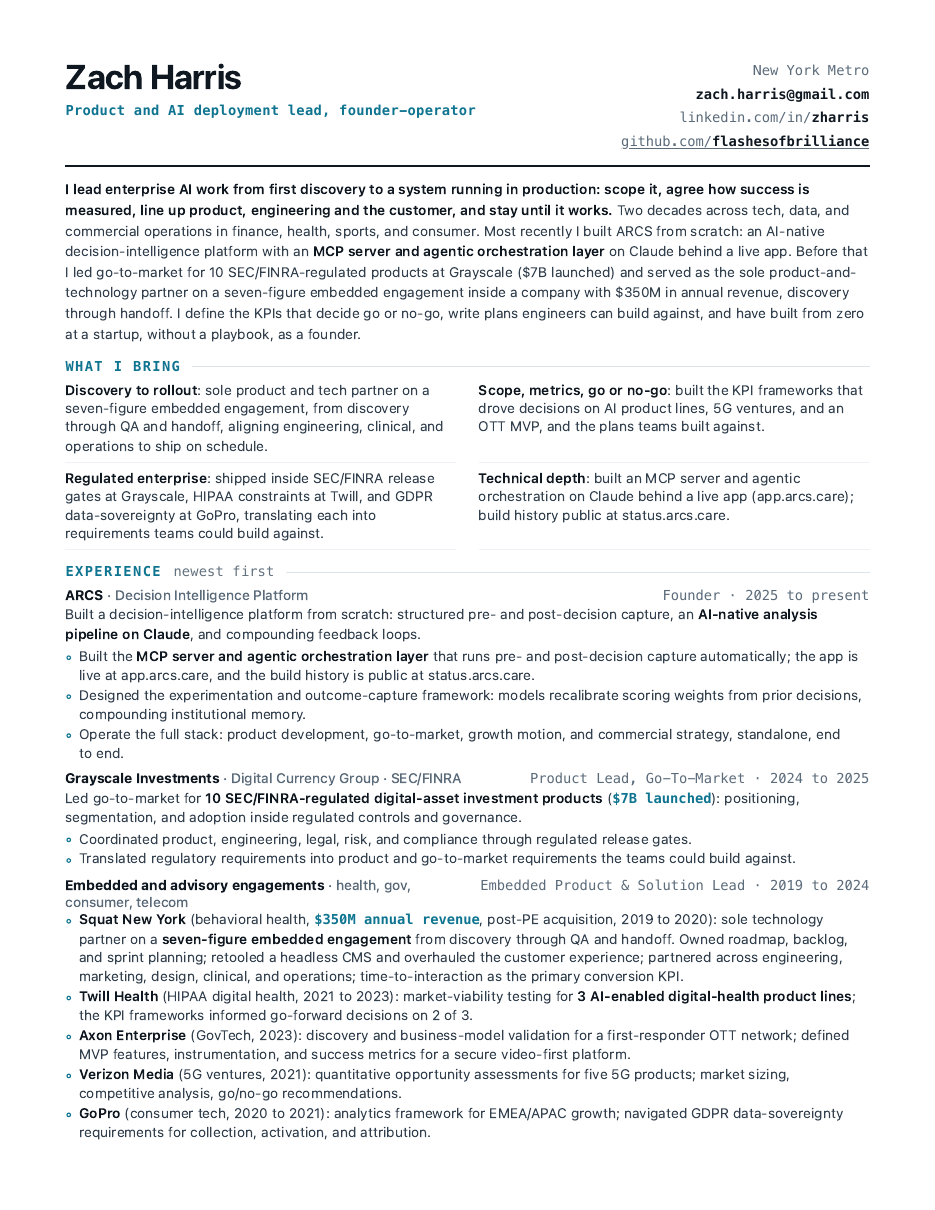 Zach Harris
Product and AI deployment lead, founder–operator
New York Metro
zach.harris@gmail.com
linkedin.com/in/zharris
github.com/flashesofbrilliance
I lead enterprise AI work from first discovery to a system running in production: scope it, agree how success is
measured, line up product, engineering and the customer, and stay until it works. Two decades across tech, data, and
commercial operations in finance, health, sports, and consumer. Most recently I built ARCS from scratch: an AI-native
decision-intelligence platform with an MCP server and agentic orchestration layer on Claude behind a live app. Before that
I led go-to-market for 10 SEC/FINRA-regulated products at Grayscale ($7B launched) and served as the sole product-and-
technology partner on a seven-figure embedded engagement inside a company with $350M in annual revenue, discovery
through handoff. I define the KPIs that decide go or no-go, write plans engineers can build against, and have built from zero
at a startup, without a playbook, as a founder.
WHAT I BRING
Discovery to rollout: sole product and tech partner on a
seven-figure embedded engagement, from discovery
through QA and handoff, aligning engineering, clinical, and
operations to ship on schedule.
Scope, metrics, go or no-go: built the KPI frameworks that
drove decisions on AI product lines, 5G ventures, and an
OTT MVP, and the plans teams built against.
Regulated enterprise: shipped inside SEC/FINRA release
gates at Grayscale, HIPAA constraints at Twill, and GDPR
data-sovereignty at GoPro, translating each into
requirements teams could build against.
Technical depth: built an MCP server and agentic
orchestration on Claude behind a live app (app.arcs.care);
build history public at status.arcs.care.
EXPERIENCE newest first
ARCS · Decision Intelligence Platform Founder · 2025 to present
Built a decision-intelligence platform from scratch: structured pre- and post-decision capture, an AI-native analysis
pipeline on Claude, and compounding feedback loops.
Built the MCP server and agentic orchestration layer that runs pre- and post-decision capture automatically; the app is
live at app.arcs.care, and the build history is public at status.arcs.care.
Designed the experimentation and outcome-capture framework: models recalibrate scoring weights from prior decisions,
compounding institutional memory.
Operate the full stack: product development, go-to-market, growth motion, and commercial strategy, standalone, end
to end.
Grayscale Investments · Digital Currency Group · SEC/FINRA Product Lead, Go–To–Market · 2024 to 2025
Led go-to-market for 10 SEC/FINRA-regulated digital-asset investment products ($7B launched): positioning,
segmentation, and adoption inside regulated controls and governance.
Coordinated product, engineering, legal, risk, and compliance through regulated release gates.
Translated regulatory requirements into product and go-to-market requirements the teams could build against.
Embedded and advisory engagements · health, gov, Embedded Product & Solution Lead · 2019 to 2024
consumer, telecom
Squat New York (behavioral health, $350M annual revenue, post-PE acquisition, 2019 to 2020): sole technology
partner on a seven-figure embedded engagement from discovery through QA and handoff. Owned roadmap, backlog,
and sprint planning; retooled a headless CMS and overhauled the customer experience; partnered across engineering,
marketing, design, clinical, and operations; time-to-interaction as the primary conversion KPI.
Twill Health (HIPAA digital health, 2021 to 2023): market-viability testing for 3 AI-enabled digital-health product lines;
the KPI frameworks informed go-forward decisions on 2 of 3.
Axon Enterprise (GovTech, 2023): discovery and business-model validation for a first-responder OTT network; defined
MVP features, instrumentation, and success metrics for a secure video-first platform.
Verizon Media (5G ventures, 2021): quantitative opportunity assessments for five 5G products; market sizing,
competitive analysis, go/no-go recommendations.
GoPro (consumer tech, 2020 to 2021): analytics framework for EMEA/APAC growth; navigated GDPR data-sovereignty
requirements for collection, activation, and attribution.